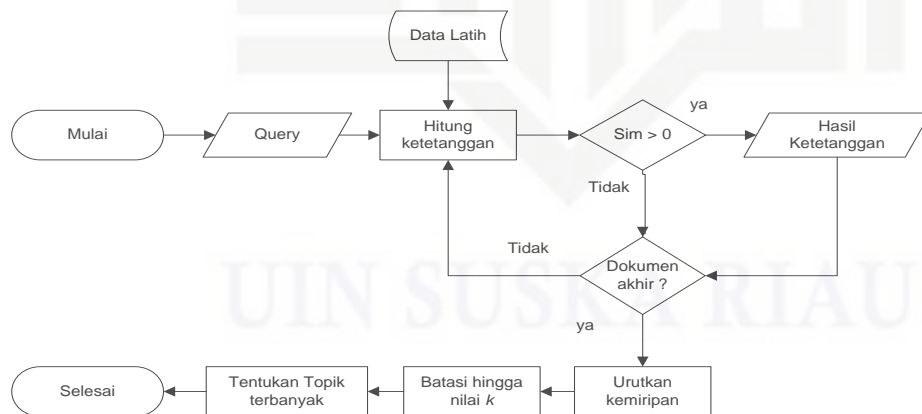 Data Latih
Mulai
Query
Hitung
ketetanggan
Sim > 0
ya
Hasil
Ketetanggan
Tidak
Tidak
Dokumen
akhir ?
ya
UIN SUSKA RIAU
Selesai
Tentukan Topik
terbanyak
Batasi hingga
nilai k
Urutkan
kemiripan